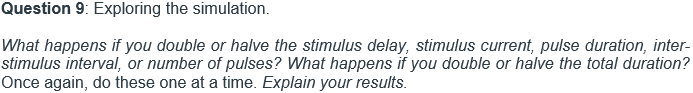 Question 9: Exploring the simulation.
What happens if you double or halve the stimulus delay, stimulus current, pulse duration, inter-
stimulus interval, or number of pulses? What happens if you double or halve the total duration?
Once again, do these one at a time. Explain your results.